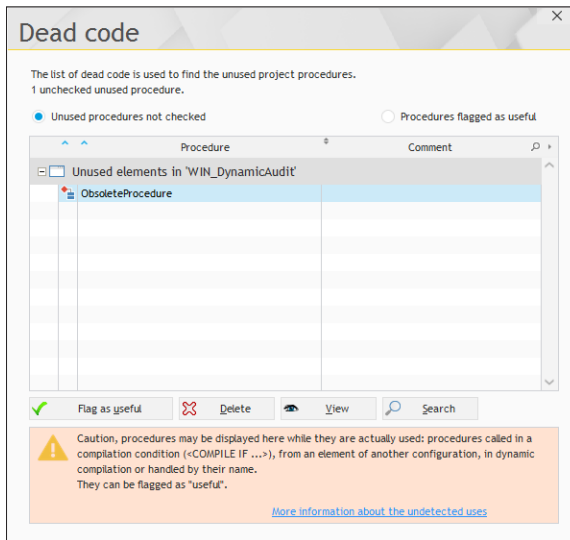 Dead code
The list of dead code is used to find the unused project procedures.
1 unchecked unused procedure.
Unused procedures not checked
Procedures flagged as useful
Procedure
Comment
Unused elements in 'WIN_DynamicAudit'
ObsoleteProcedure
Flag as useful
Delete
View
Search
Caution, procedures may be displayed here while they are actually used: procedures called in a
compilation condition (<COMPILE IF ...>), from an element of another configuration, in dynamic
compilation or handled by their name.
They can be flagged as "useful".
More information about the undetected uses